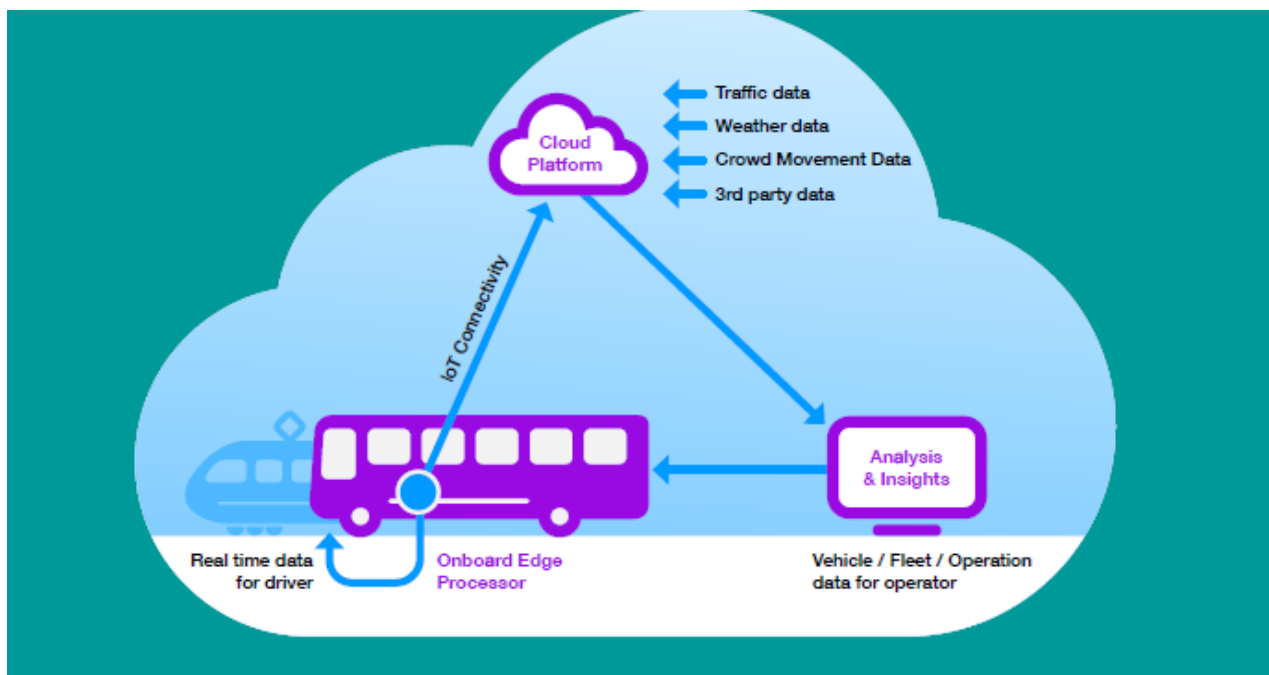 Cloud
Platform
Traffic data
Weather data
Crowd Movement Data
3rd party data
IoT Connectivity
Analysis
& Insights
Real time data
for driver
Onboard Edge
Processor
Vehicle / Fleet / Operation
data for operator